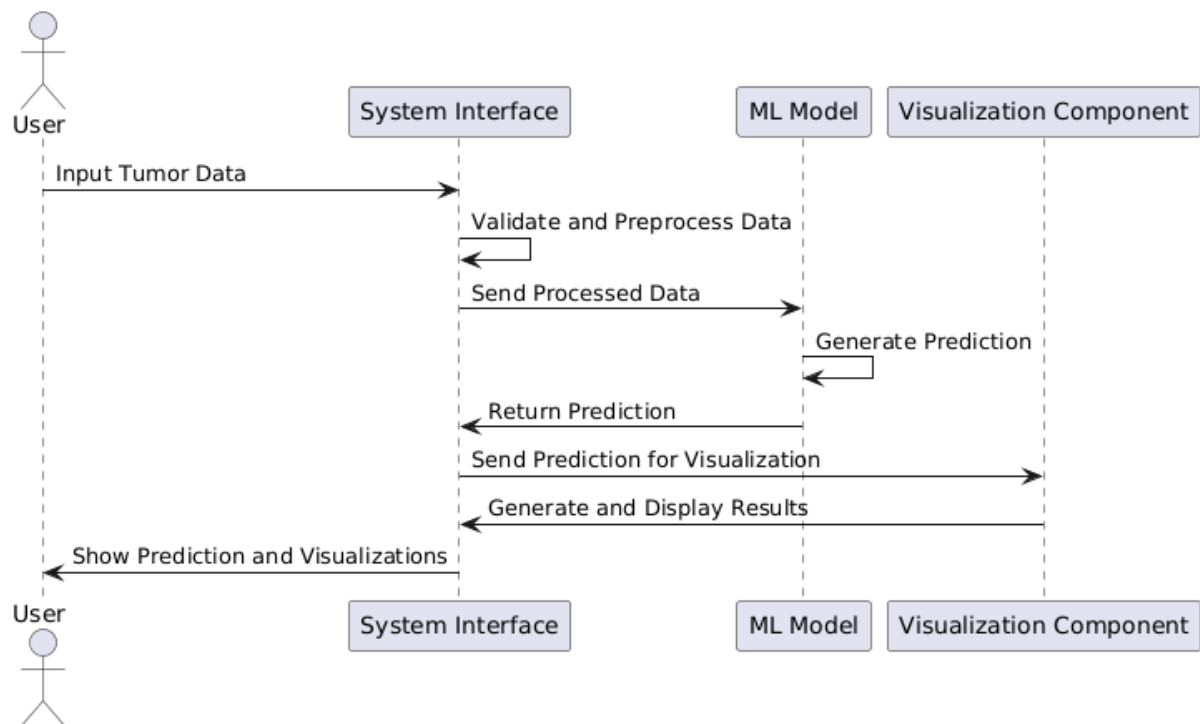 User
System Interface
ML Model
Visualization Component
Input Tumor Data
Validate and Preprocess Data
Send Processed Data
Generate Prediction
Return Prediction
Send Prediction for Visualization
Generate and Display Results
Show Prediction and Visualizations
User
System Interface
ML Model
Visualization Component